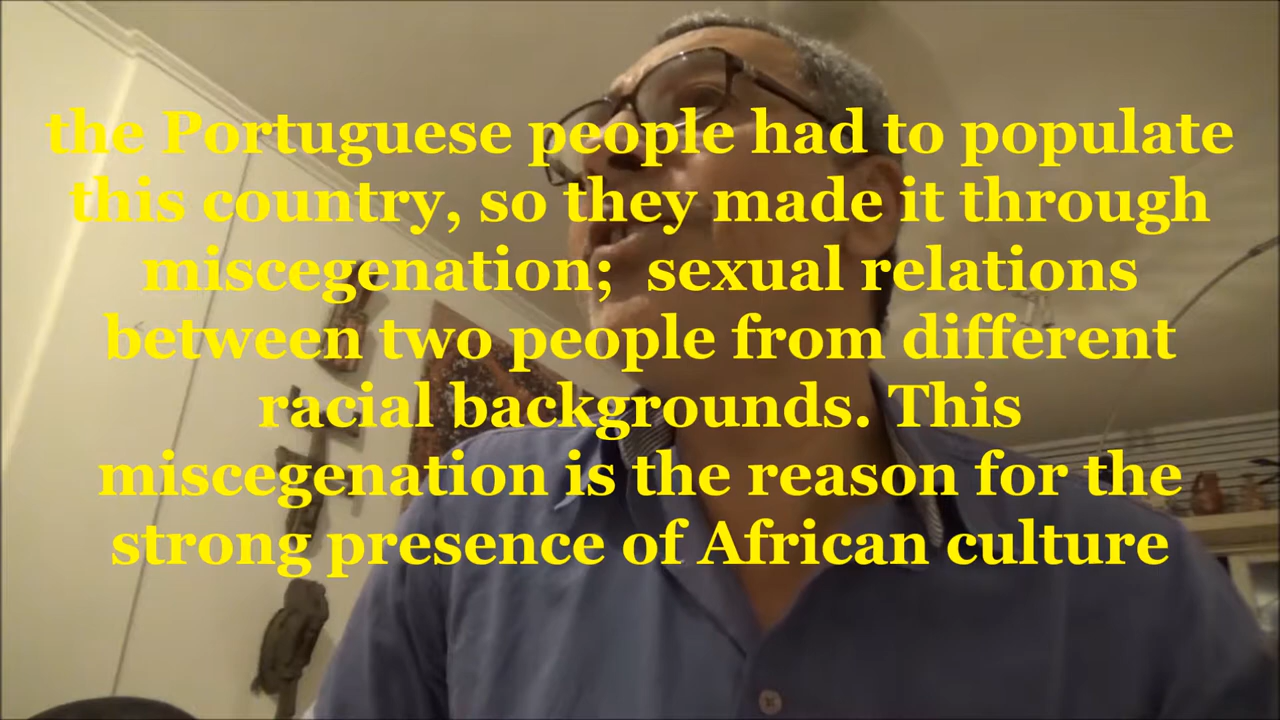 the Portuguese people had to populate
this country, so they made it through
miscegenation;  sexual relations
between two people from different
racial backgrounds. This
miscegenation is the reason for the
strong presence of African culture